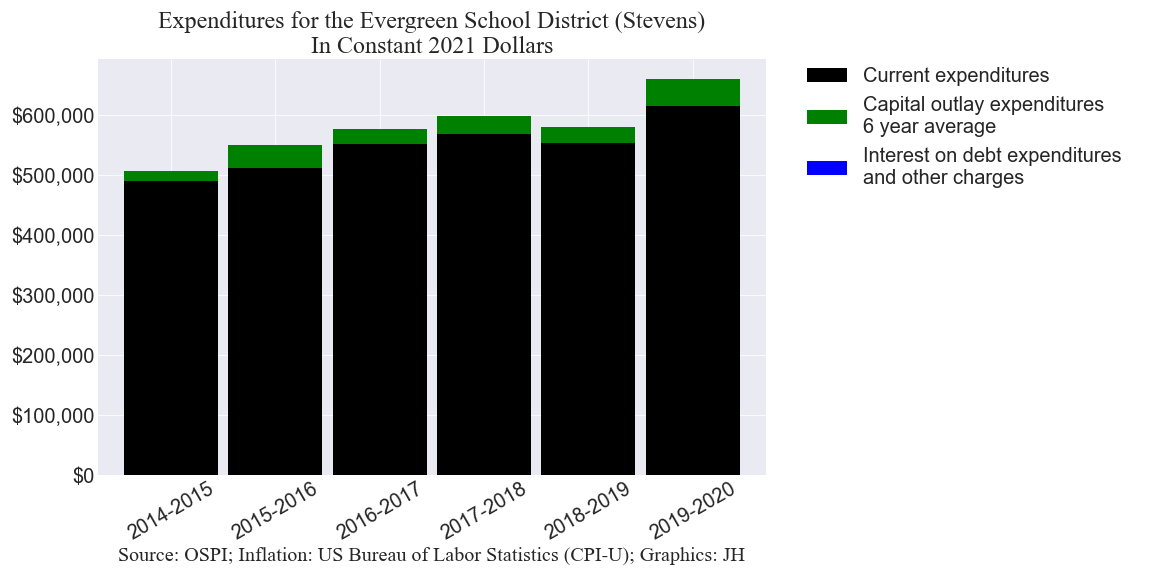 Expenditures for the Evergreen School District (Stevens)
In Constant 2021 Dollars
Current expenditures
Capital outlay expenditures
6 year average
Interest on debt expenditures
and other charges
$600,000
$500,000
$400,000
$300,000
$200,000
$100,000
$0
2014-2015
2015-2016
2016-2017
2017-2018
2018-2019
2019-2020
Source: OSPI; Inflation: US Bureau of Labor Statistics (CPI-U); Graphics: JH